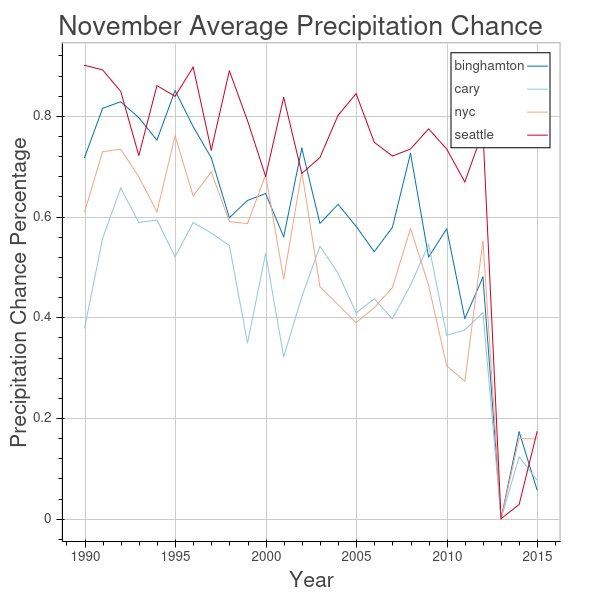 November Average Precipitation Chance
binghamton
cary
nyc
seattle
Precipitation Chance Percentage
0.8
0.6
0.4
0.2
0
1990 1995 2000 2005 2010 2015
Year